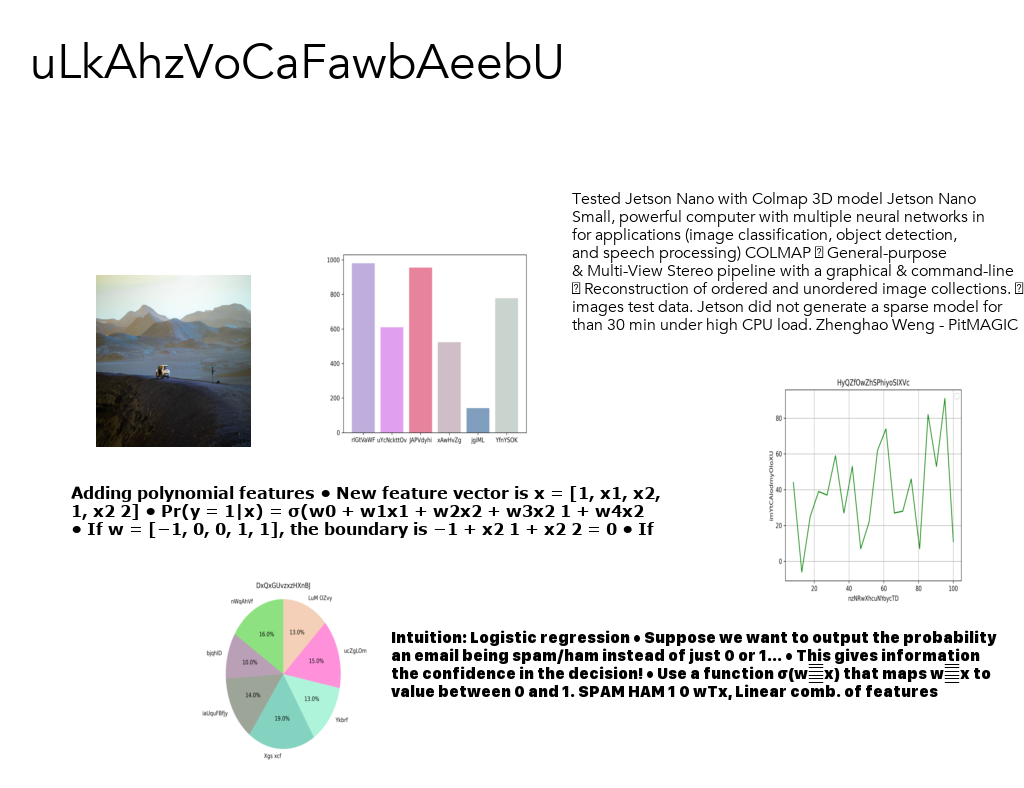 uLkAhzVoCaFawbAeebU
Tested Jetson Nano with Colmap 3D model Jetson Nano
Small, powerful computer with multiple neural networks in
for applications (image classification, object detection,
and speech processing) COLMAP General-purpose
& Multi-View Stereo pipeline with a graphical & command-line
Reconstruction of ordered and unordered image collections.
images test data. Jetson did not generate a sparse model for
than 30 min under high CPU load. Zhenghao Weng - PitMAGIC
1000
800
600
400
200
0
rIGtVaWF uYcNckttOv JAPVdyhi xAwHvZg jgIML YfnYSOK
HyQZfOwZhSPhiyoSIXVc
80
60
40
20
0
20 40 60 80 100
nzNRwXhcuNYoycTD
Adding polynomial features • New feature vector is x = [1, x1, x2,
1, x2 2] • Pr(y = 1|x) = σ(w0 + w1x1 + w2x2 + w3x2 1 + w4x2
• If w = [−1, 0, 0, 1, 1], the boundary is −1 + x2 1 + x2 2 = 0 • If
DxQxGUvzxzHXnBJ
LuM OZvy
nWqAhVf
13.0%
16.0%
ucZgLOm
bjqhID
15.0%
10.0%
14.0%
13.0%
iaUquFBfJy
Ykbrf
19.0%
Xgs xcf
Intuition: Logistic regression • Suppose we want to output the probability
an email being spam/ham instead of just 0 or 1... • This gives information
the confidence in the decision! • Use a function σ(w x) that maps w x to
value between 0 and 1. SPAM HAM 1 0 wTx, Linear comb. of features